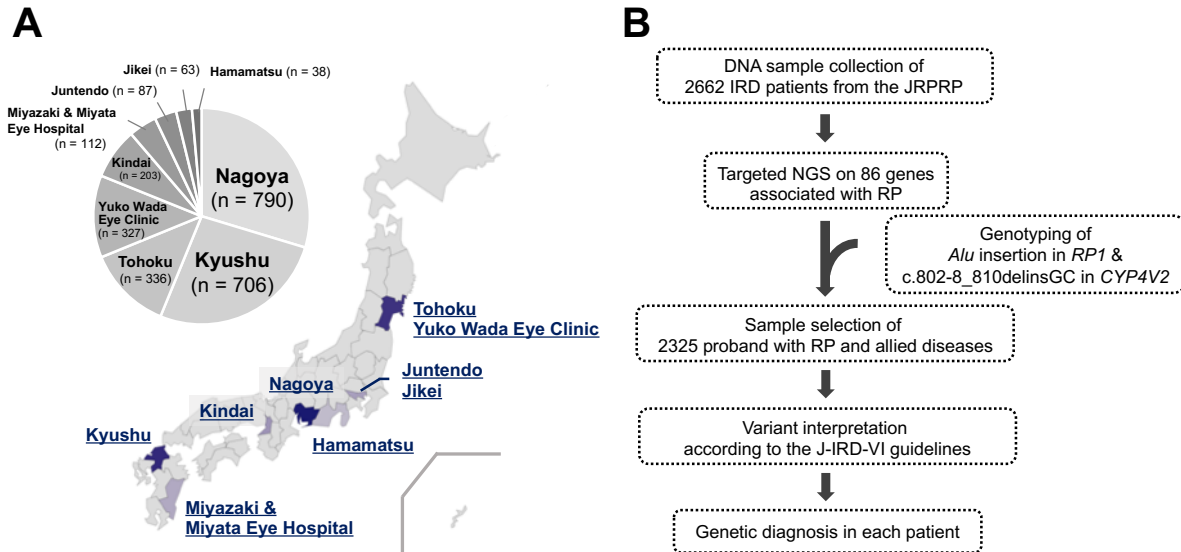 A
Jikei (n = 63)
Hamamatsu (n = 38)
Juntendo
(n = 87)
Miyazaki & Miyata
Eye Hospital
(n = 112)
Kindai
(n = 203)
Yuko Wada
Eye Clinic
(n = 327)
Tohoku
(n = 336)
Nagoya
(n = 790)
Kyushu
(n = 706)
Tohoku
Yuko Wada Eye Clinic
Juntendo
Jikei
Nagoya
Kindai
Kyushu
Hamamatsu
Miyazaki &
Miyata Eye Hospital
B
DNA sample collection of
2662 IRD patients from the JRPRP
Targeted NGS on 86 genes
associated with RP
Genotyping of
Alu insertion in RP1 &
c.802-8_810delinsGC in CYP4V2
Sample selection of
2325 proband with RP and allied diseases
Variant interpretation
according to the J-IRD-VI guidelines
Genetic diagnosis in each patient